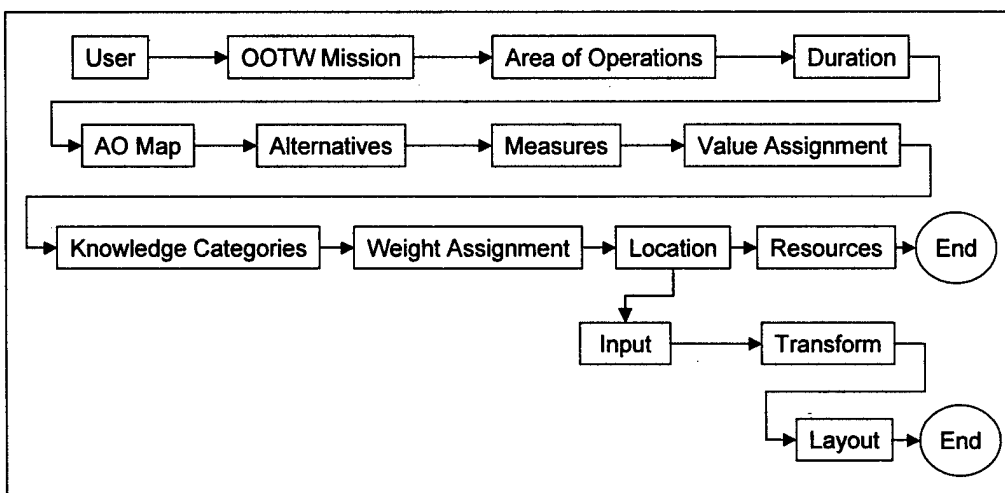 User OOTW Mission Area of Operations Duration
AO Map Alternatives Measures Value Assignment
Knowledge Categories Weight Assignment Location Resources End
Input Transform
Layout End